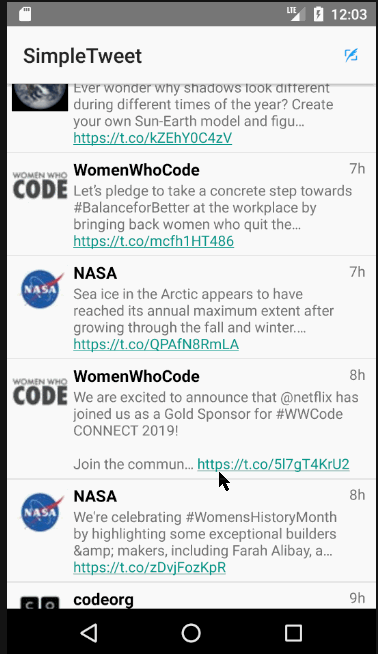 LTE 12:03
SimpleTweet
Ever wonder why shadows look different
during different times of the year? Create
your own Sun-Earth model and figu…
https://t.co/kZEhY0C4zV
WOMEN WHO
CODE
WomenWhoCode 7h
Let's pledge to take a concrete step towards
#BalanceforBetter at the workplace by
bringing back women who quit the…
https://t.co/mcfh1HT486
NASA
NASA 7h
Sea ice in the Arctic appears to have
reached its annual maximum extent after
growing through the fall and winter.…
https://t.co/QPAfN8RmLA
WOMEN WHO
CODE
WomenWhoCode 8h
We are excited to announce that @netflix has
joined us as a Gold Sponsor for #WWCode
CONNECT 2019!
Join the commun… https://t.co/5l7gT4KrU2
NASA
NASA 8h
We're celebrating #WomensHistoryMonth
by highlighting some exceptional builders
&amp; makers, including Farah Alibay, a…
https://t.co/zDvjFozKpR
C O
codeorg 9h